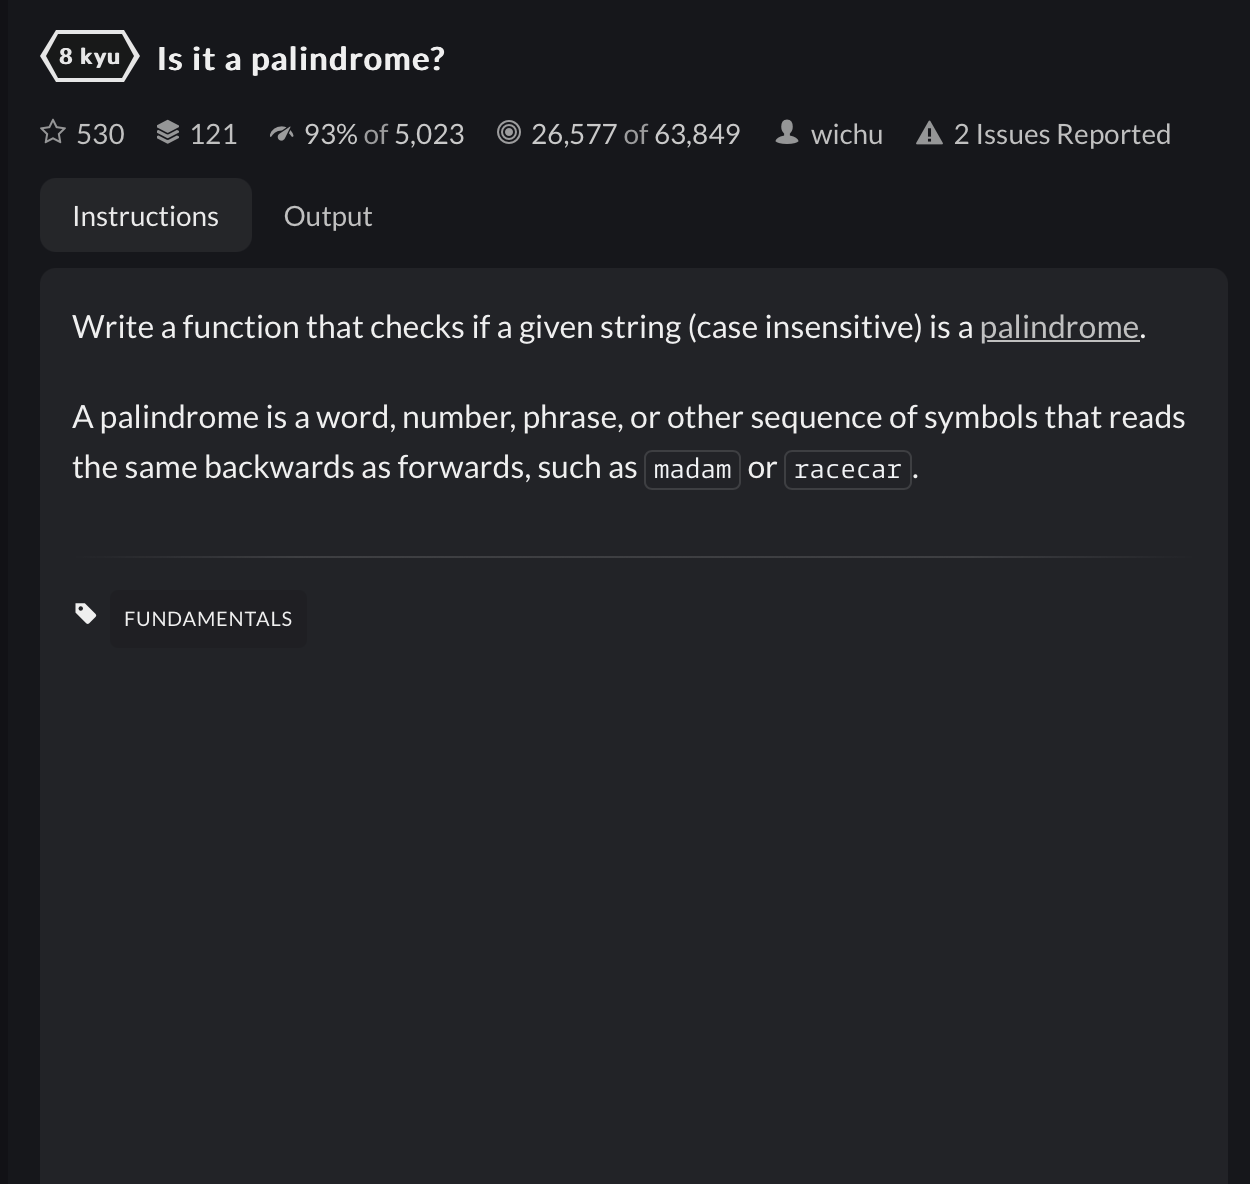 8 kyu Is it a palindrome?
530 121 93% of 5,023 26,577 of 63,849 wichu 2 Issues Reported
Instructions Output
Write a function that checks if a given string (case insensitive) is a palindrome.
A palindrome is a word, number, phrase, or other sequence of symbols that reads
the same backwards as forwards, such as madam or racecar.
FUNDAMENTALS